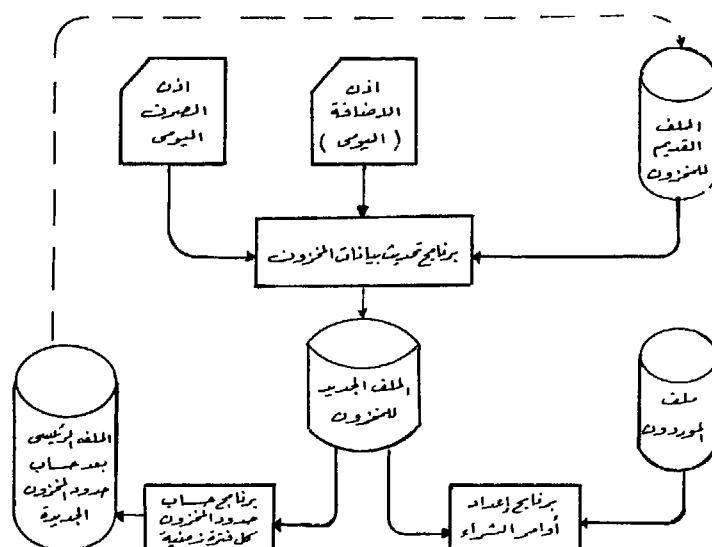 اذن
الصرف
اليومى
اذن
الاضافة
( اليومى )
الملف
القديم
للمخزون
برنامج تحديث بيانات المخزون
الملف الجديد
للمخزون
ملف
الموردون
الملف الرئيسى
بعد حساب
حدود المخزون
الجديدة
برنامج حساب
حدود المخزون
كل فترة زمنية
برنامج إعداد
أوامر الشراء